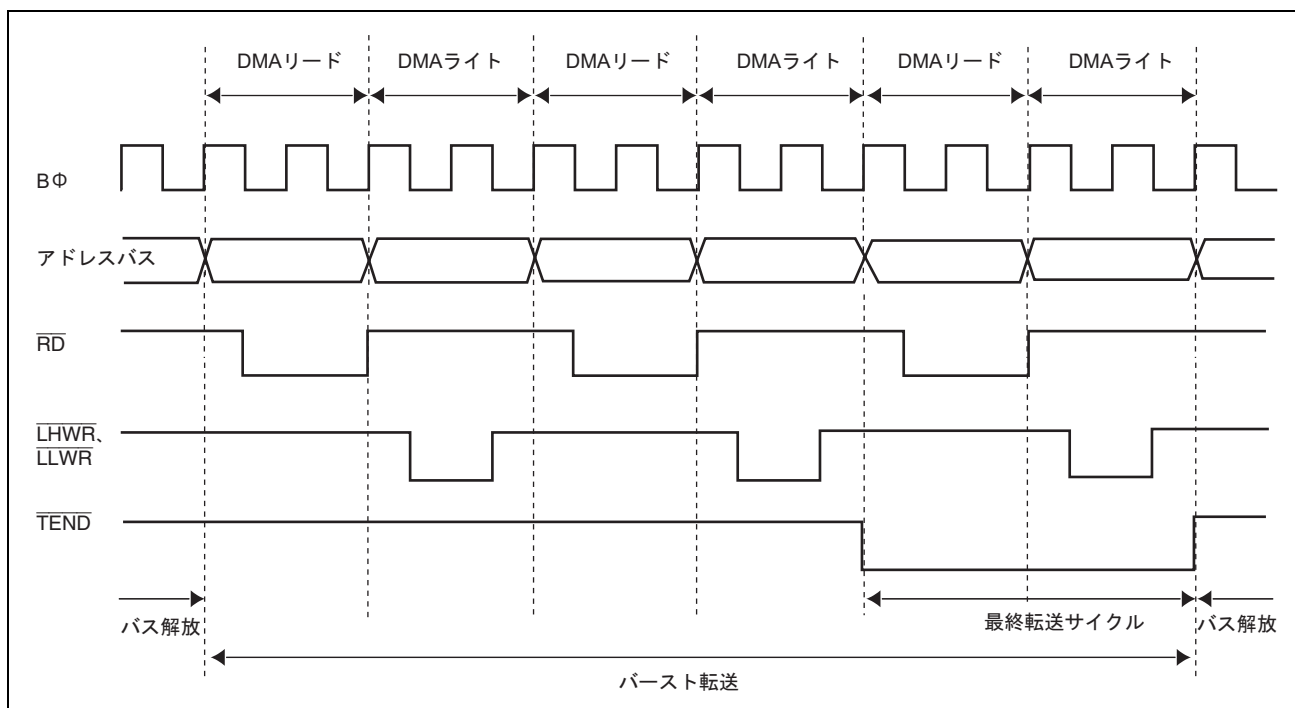 DMAリード DMAライト DMAリード DMAライト DMAリード DMAライト
BΦ
アドレスバス
RD
LHWR、
LLWR
TEND
バス解放 最終転送サイクル バス解放
バースト転送